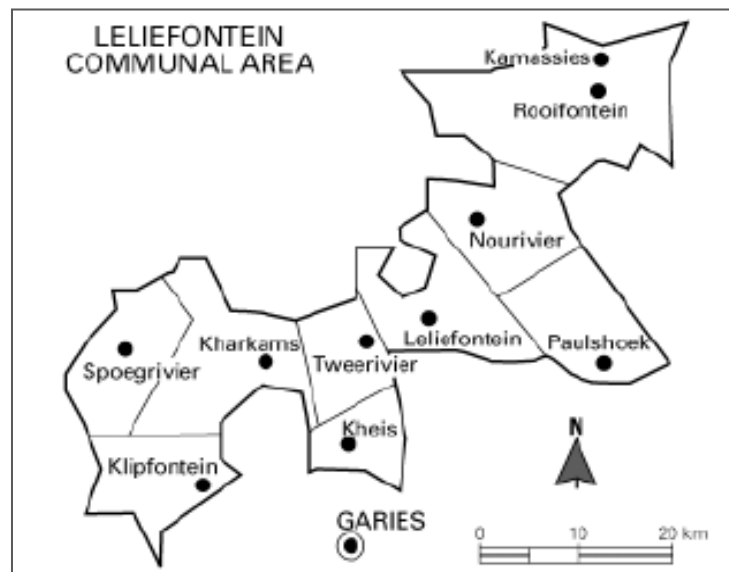 LELIEFONTEIN
COMMUNAL AREA
Kamassies
Rooifontein
Nourivier
Leliefontein
Paulshoek
Kharkams
Tweerivier
Spoegrivier
Kheis
Klipfontein
N
GARIES
0 10 20 km